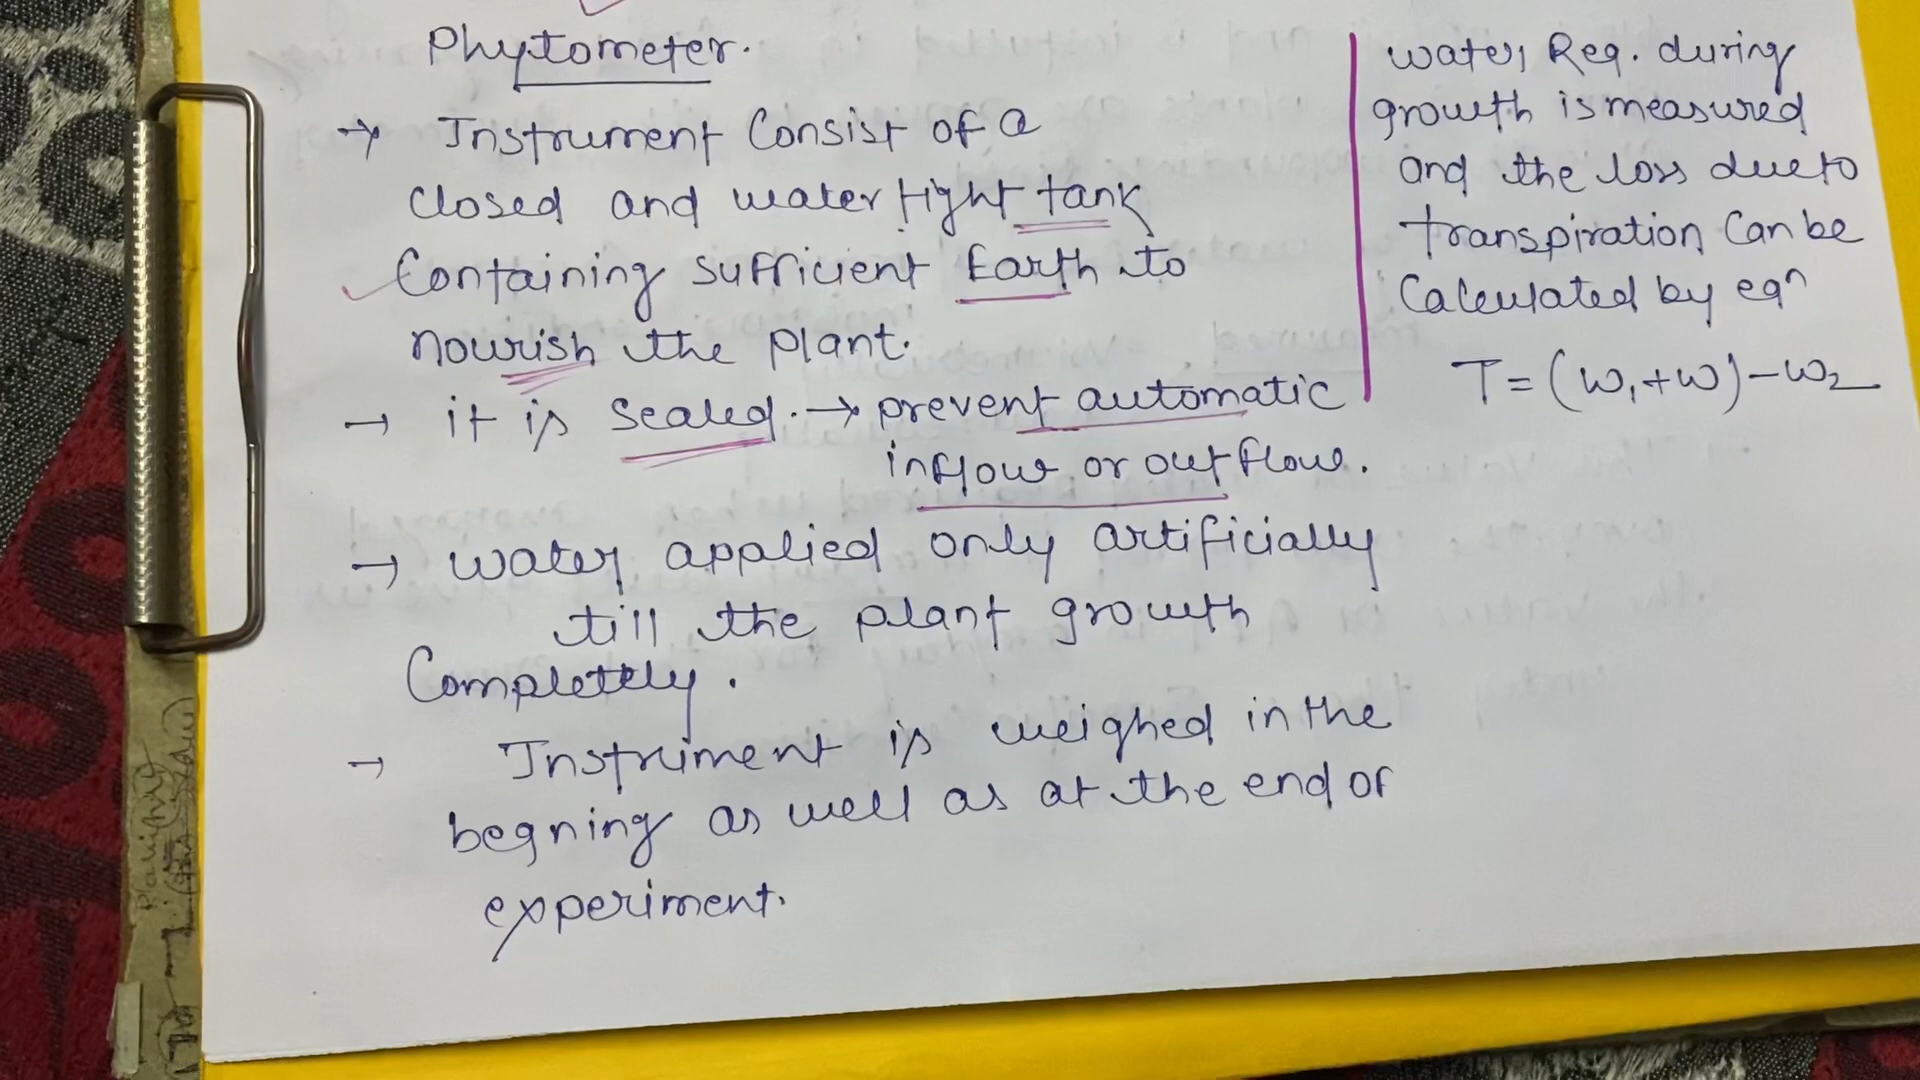 Phytometer.
→ Instrument Consist of a
closed and water tight tank
Containing sufficient Earth to
nourish the plant.
→ it is sealed. → prevent automatic
inflow or outflow.
→ water applied only artificially
till the plant growth
Completely.
→ Instriment is weighed in the
begning as well as at the end of
experiment.
water Req. during
growth is measured
and the loss due to
transpiration Can be
Calculated by eqⁿ
T = (w₁+w) - w₂